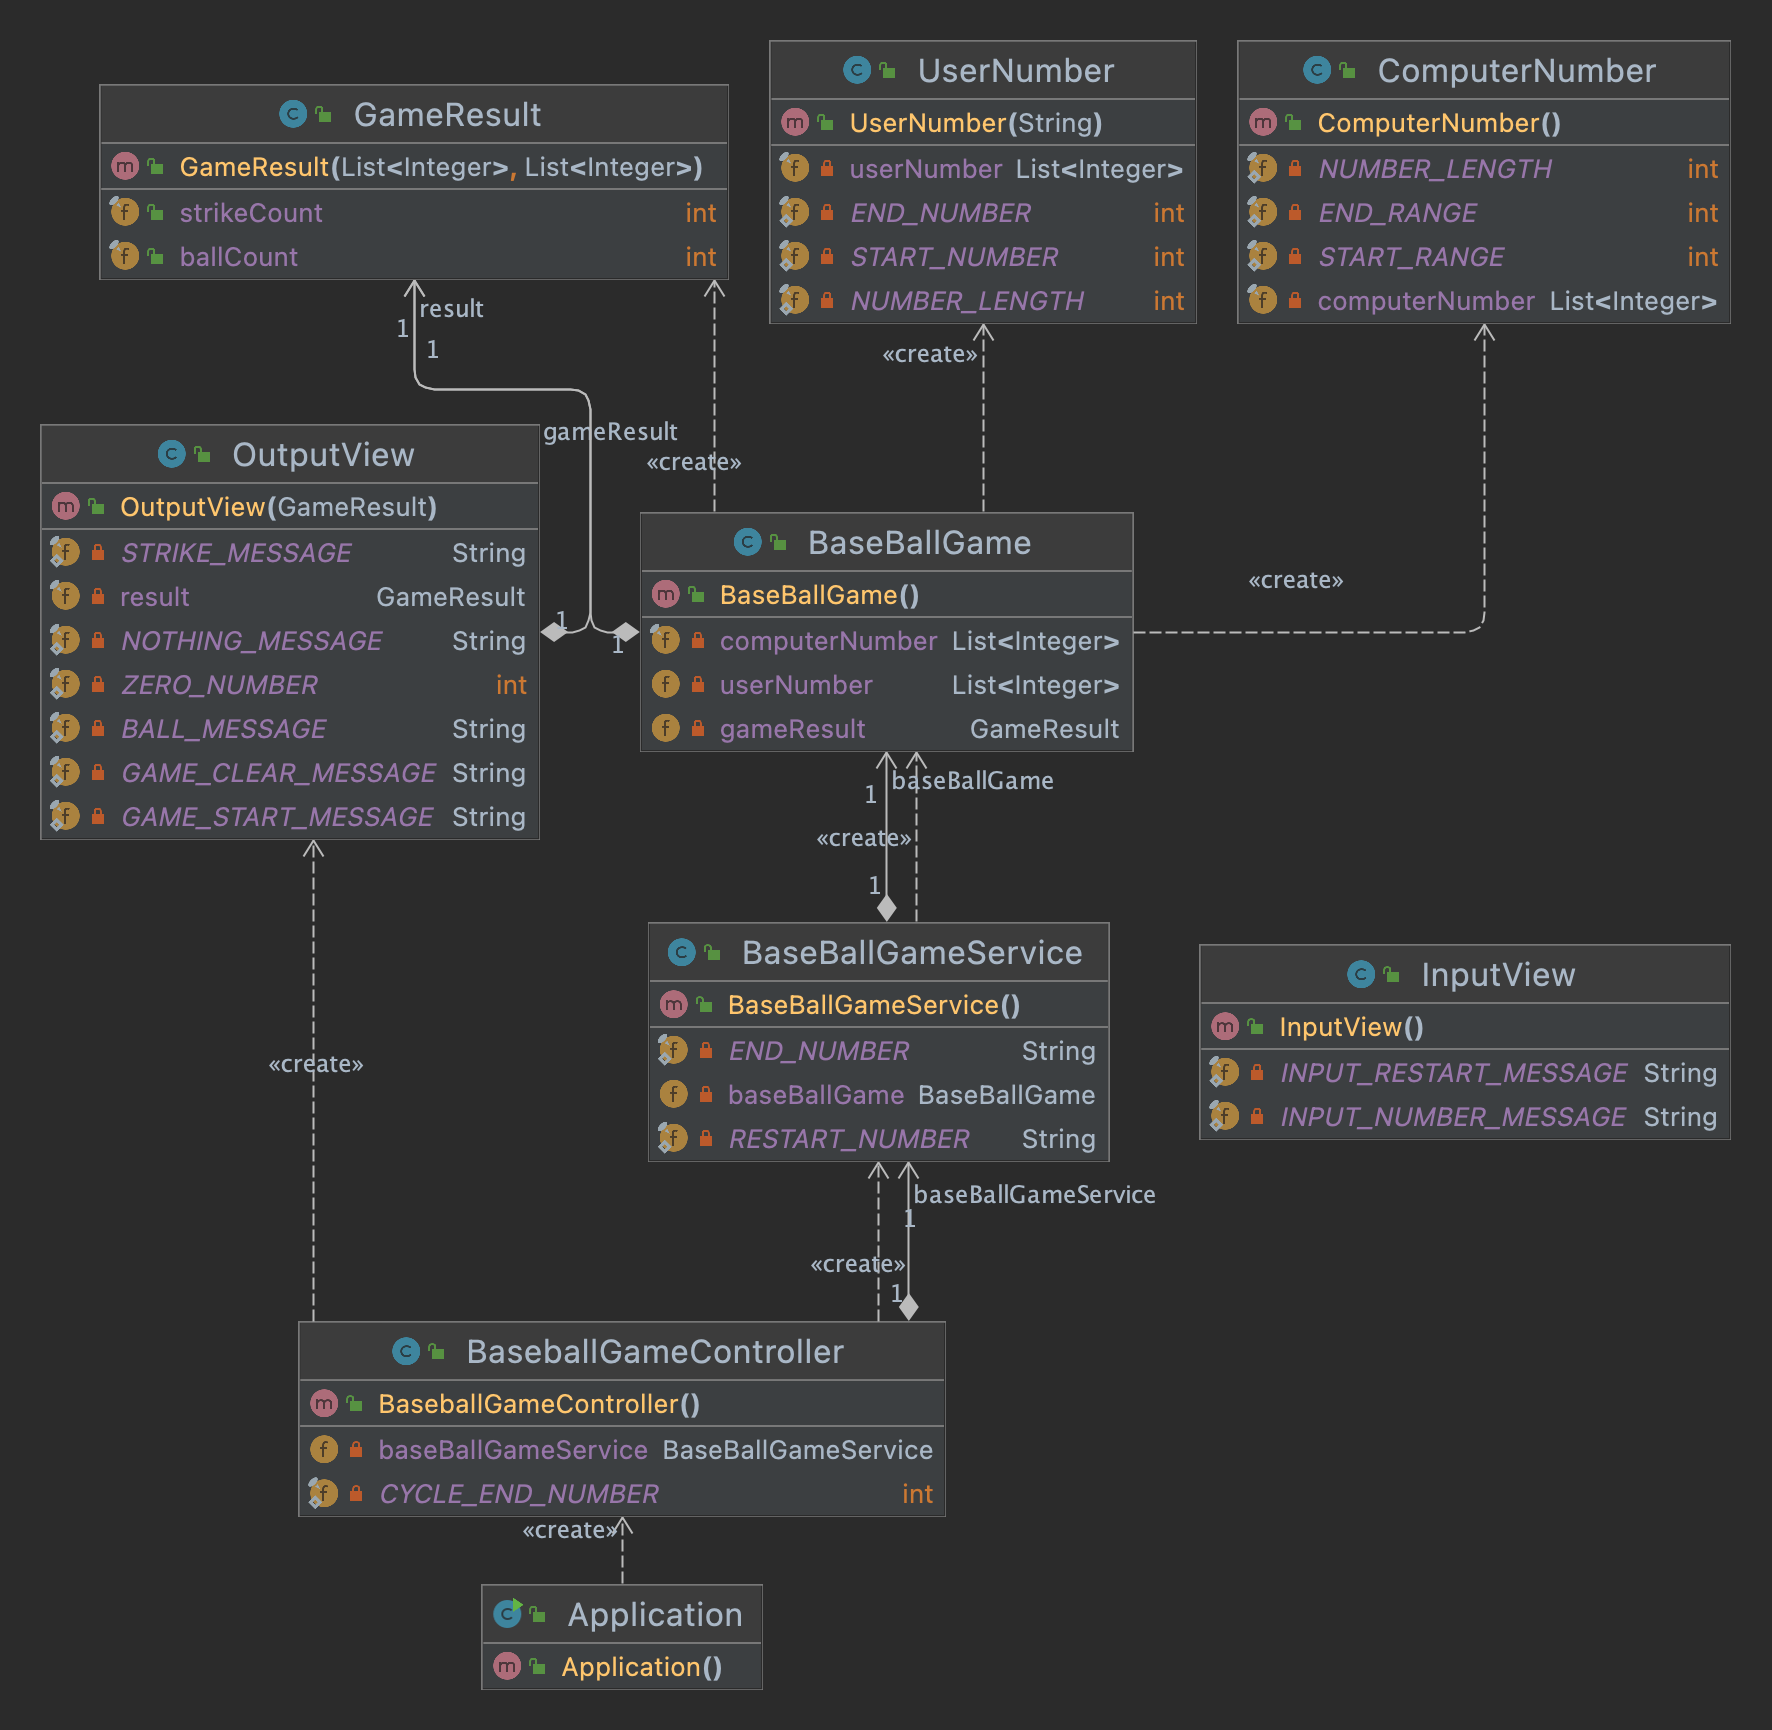 GameResult
GameResult(List<Integer>, List<Integer>)
strikeCount int
ballCount int
UserNumber
UserNumber(String)
userNumber List<Integer>
END_NUMBER int
START_NUMBER int
NUMBER_LENGTH int
ComputerNumber
ComputerNumber()
NUMBER_LENGTH int
END_RANGE int
START_RANGE int
computerNumber List<Integer>
result
1
1
«create»
gameResult
«create»
«create»
OutputView
OutputView(GameResult)
STRIKE_MESSAGE String
result GameResult
NOTHING_MESSAGE String
ZERO_NUMBER int
BALL_MESSAGE String
GAME_CLEAR_MESSAGE String
GAME_START_MESSAGE String
1
1
BaseBallGame
BaseBallGame()
computerNumber List<Integer>
userNumber List<Integer>
gameResult GameResult
baseBallGame
1
«create»
1
BaseBallGameService
BaseBallGameService()
END_NUMBER String
baseBallGame BaseBallGame
RESTART_NUMBER String
InputView
InputView()
INPUT_RESTART_MESSAGE String
INPUT_NUMBER_MESSAGE String
«create»
baseBallGameService
1
«create»
1
BaseballGameController
BaseballGameController()
baseBallGameService BaseBallGameService
CYCLE_END_NUMBER int
«create»
Application
Application()